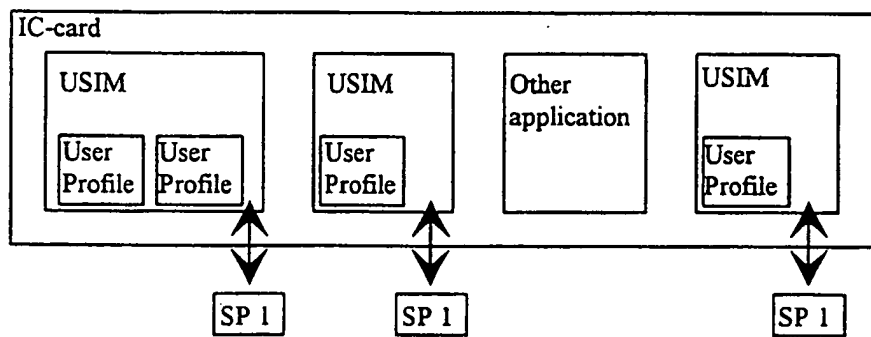 IC-card
USIM
User
Profile
User
Profile
USIM
User
Profile
Other
application
USIM
User
Profile
SP 1
SP 1
SP 1